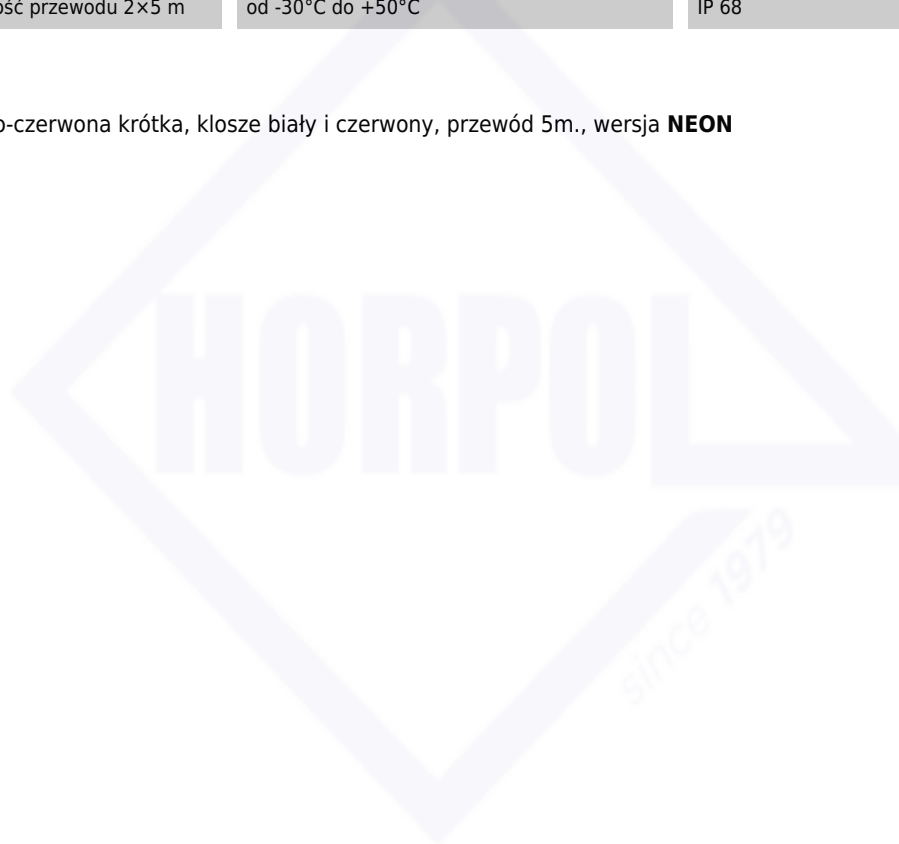 ość przewodu 2×5 m od -30°C do +50°C IP 68
o-czerwona krótka, klosze biały i czerwony, przewód 5m., wersja NEON
HORPOL
since 1979